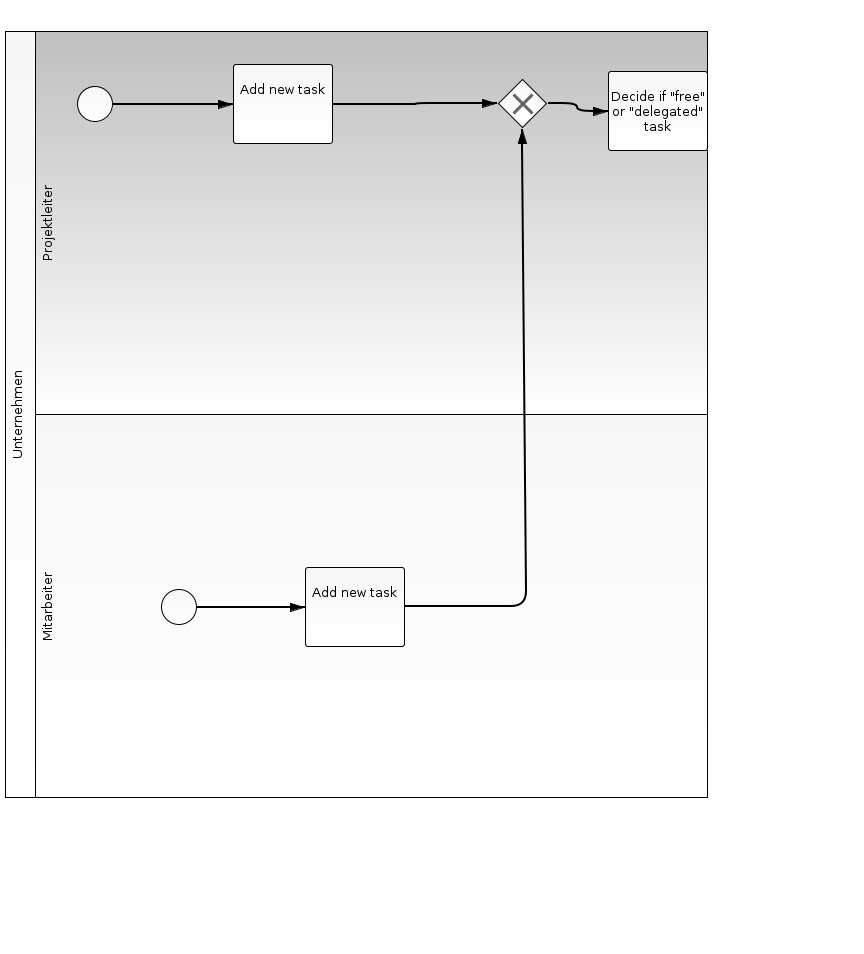 Unternehmen
Projektleiter
Add new task
Decide if "free"
or "delegated"
task
Mitarbeiter
Add new task